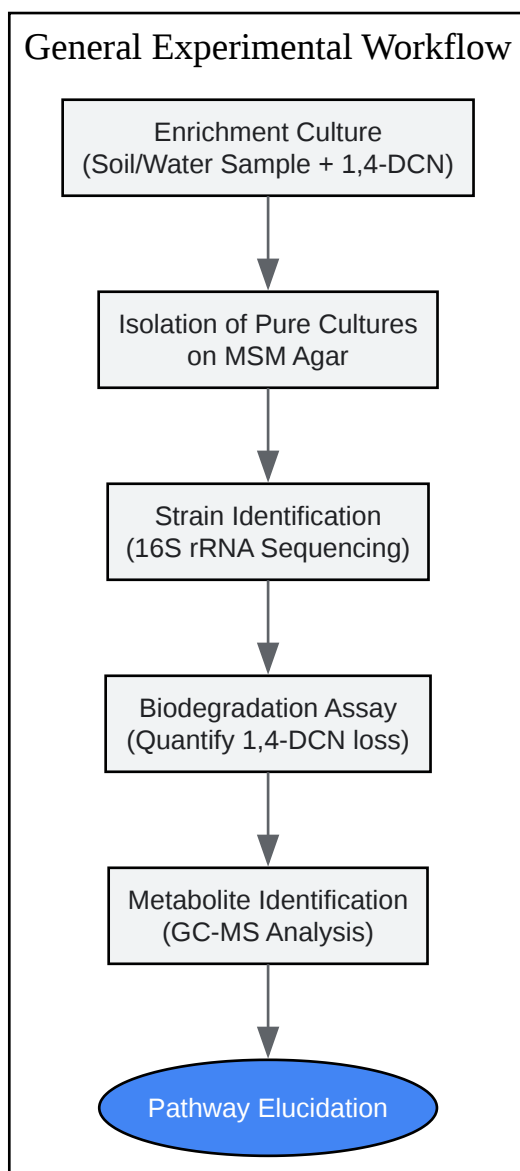 General Experimental Workflow
Enrichment Culture
(Soil/Water Sample + 1,4-DCN)
Isolation of Pure Cultures
on MSM Agar
Strain Identification
(16S rRNA Sequencing)
Biodegradation Assay
(Quantify 1,4-DCN loss)
Metabolite Identification
(GC-MS Analysis)
Pathway Elucidation